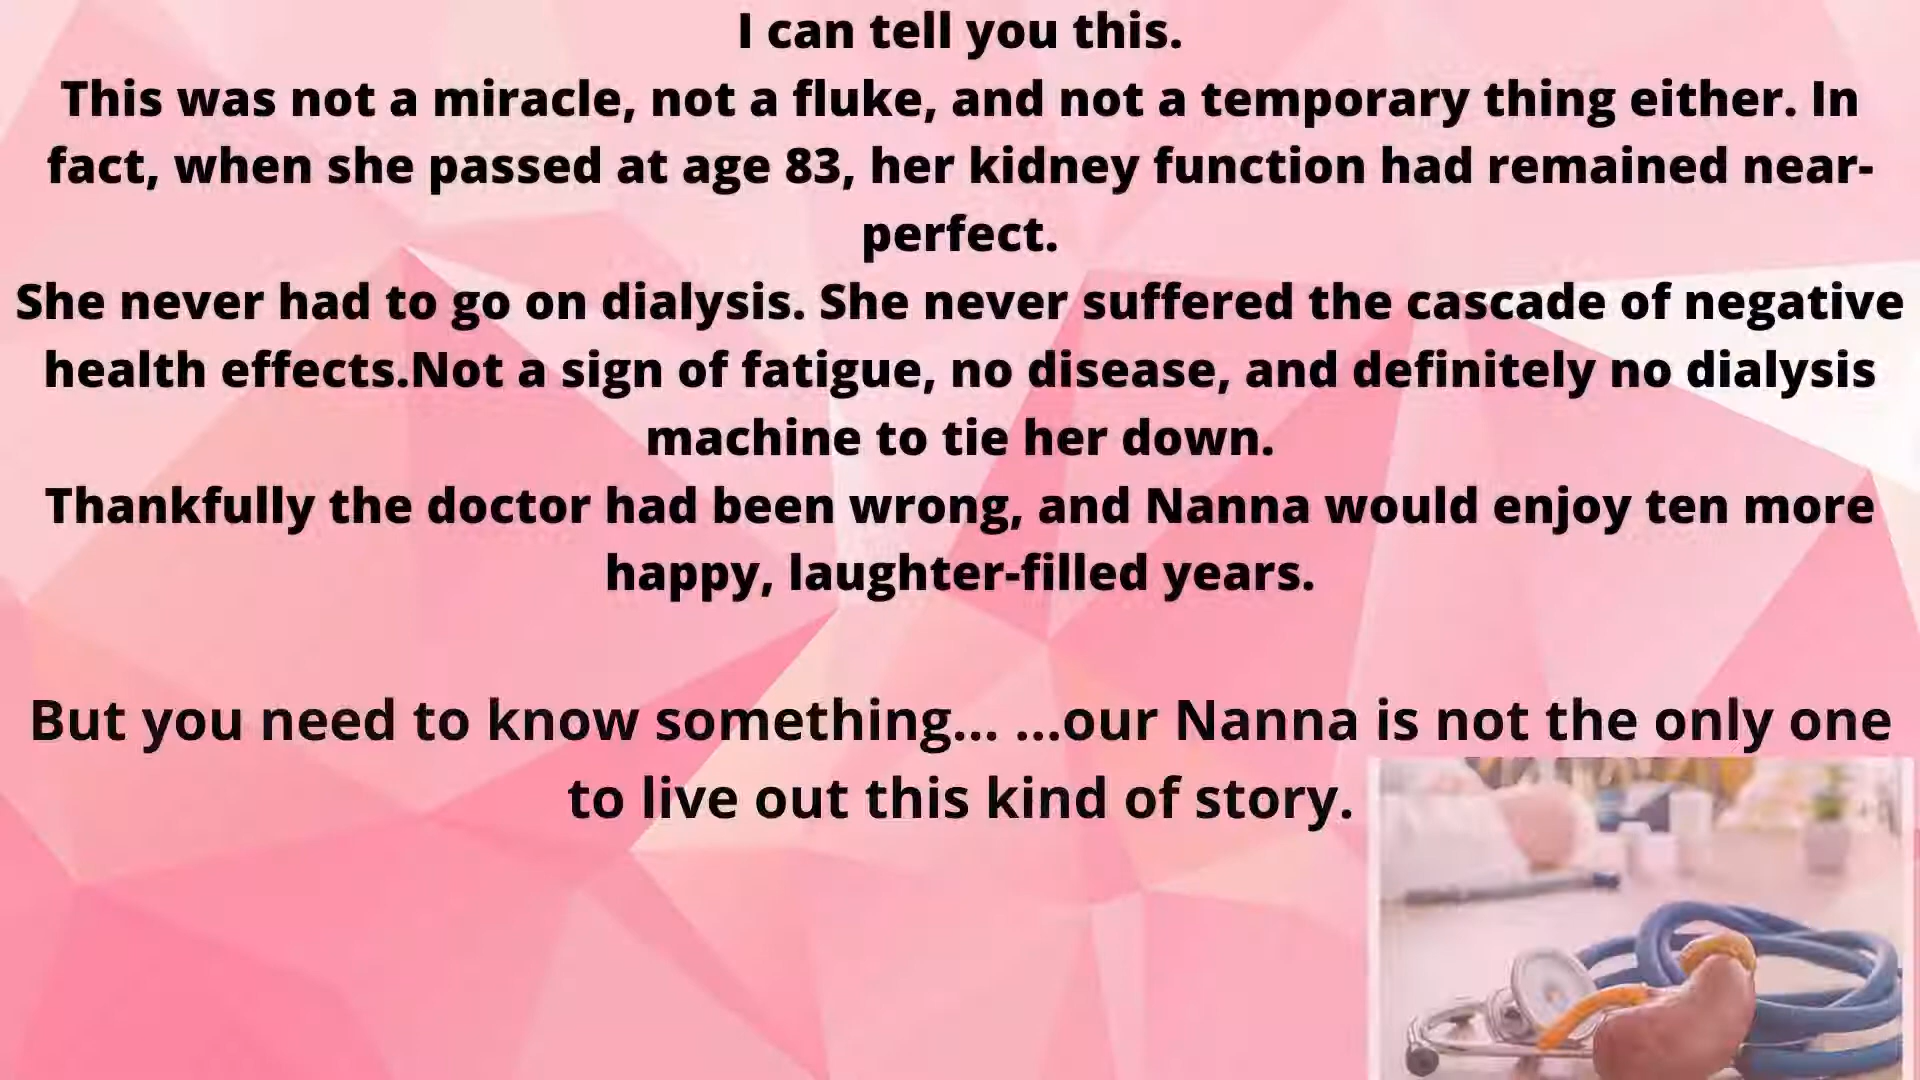 I can tell you this.
This was not a miracle, not a fluke, and not a temporary thing either. In
fact, when she passed at age 83, her kidney function had remained near-
perfect.
She never had to go on dialysis. She never suffered the cascade of negative
health effects.Not a sign of fatigue, no disease, and definitely no dialysis
machine to tie her down.
Thankfully the doctor had been wrong, and Nanna would enjoy ten more
happy, laughter-filled years.
But you need to know something... ...our Nanna is not the only one
to live out this kind of story.